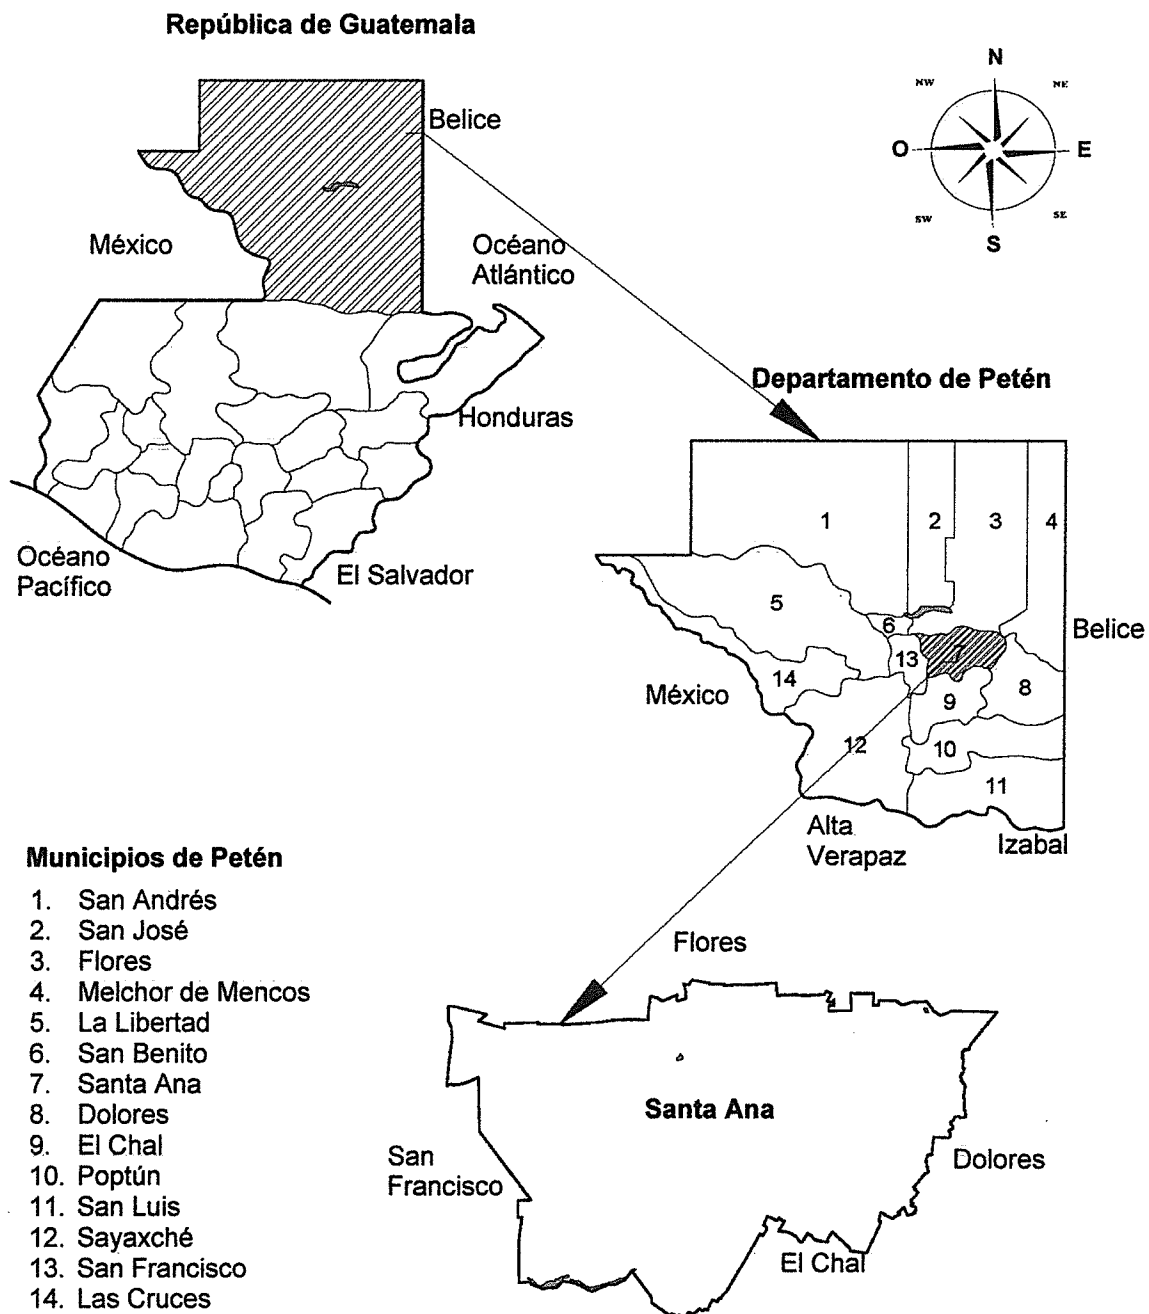 República de Guatemala
N
NW
NE
O
E
SW
SE
S
Belice
México
Océano
Atlántico
Honduras
Océano
Pacífico
El Salvador
Departamento de Petén
1
2
3
4
5
6
7
13
14
8
9
12
10
11
Belice
México
Alta
Verapaz
Izabal
Municipios de Petén
1. San Andrés
2. San José
3. Flores
4. Melchor de Mencos
5. La Libertad
6. San Benito
7. Santa Ana
8. Dolores
9. El Chal
10. Poptún
11. San Luis
12. Sayaxché
13. San Francisco
14. Las Cruces
Flores
Santa Ana
San
Francisco
Dolores
El Chal